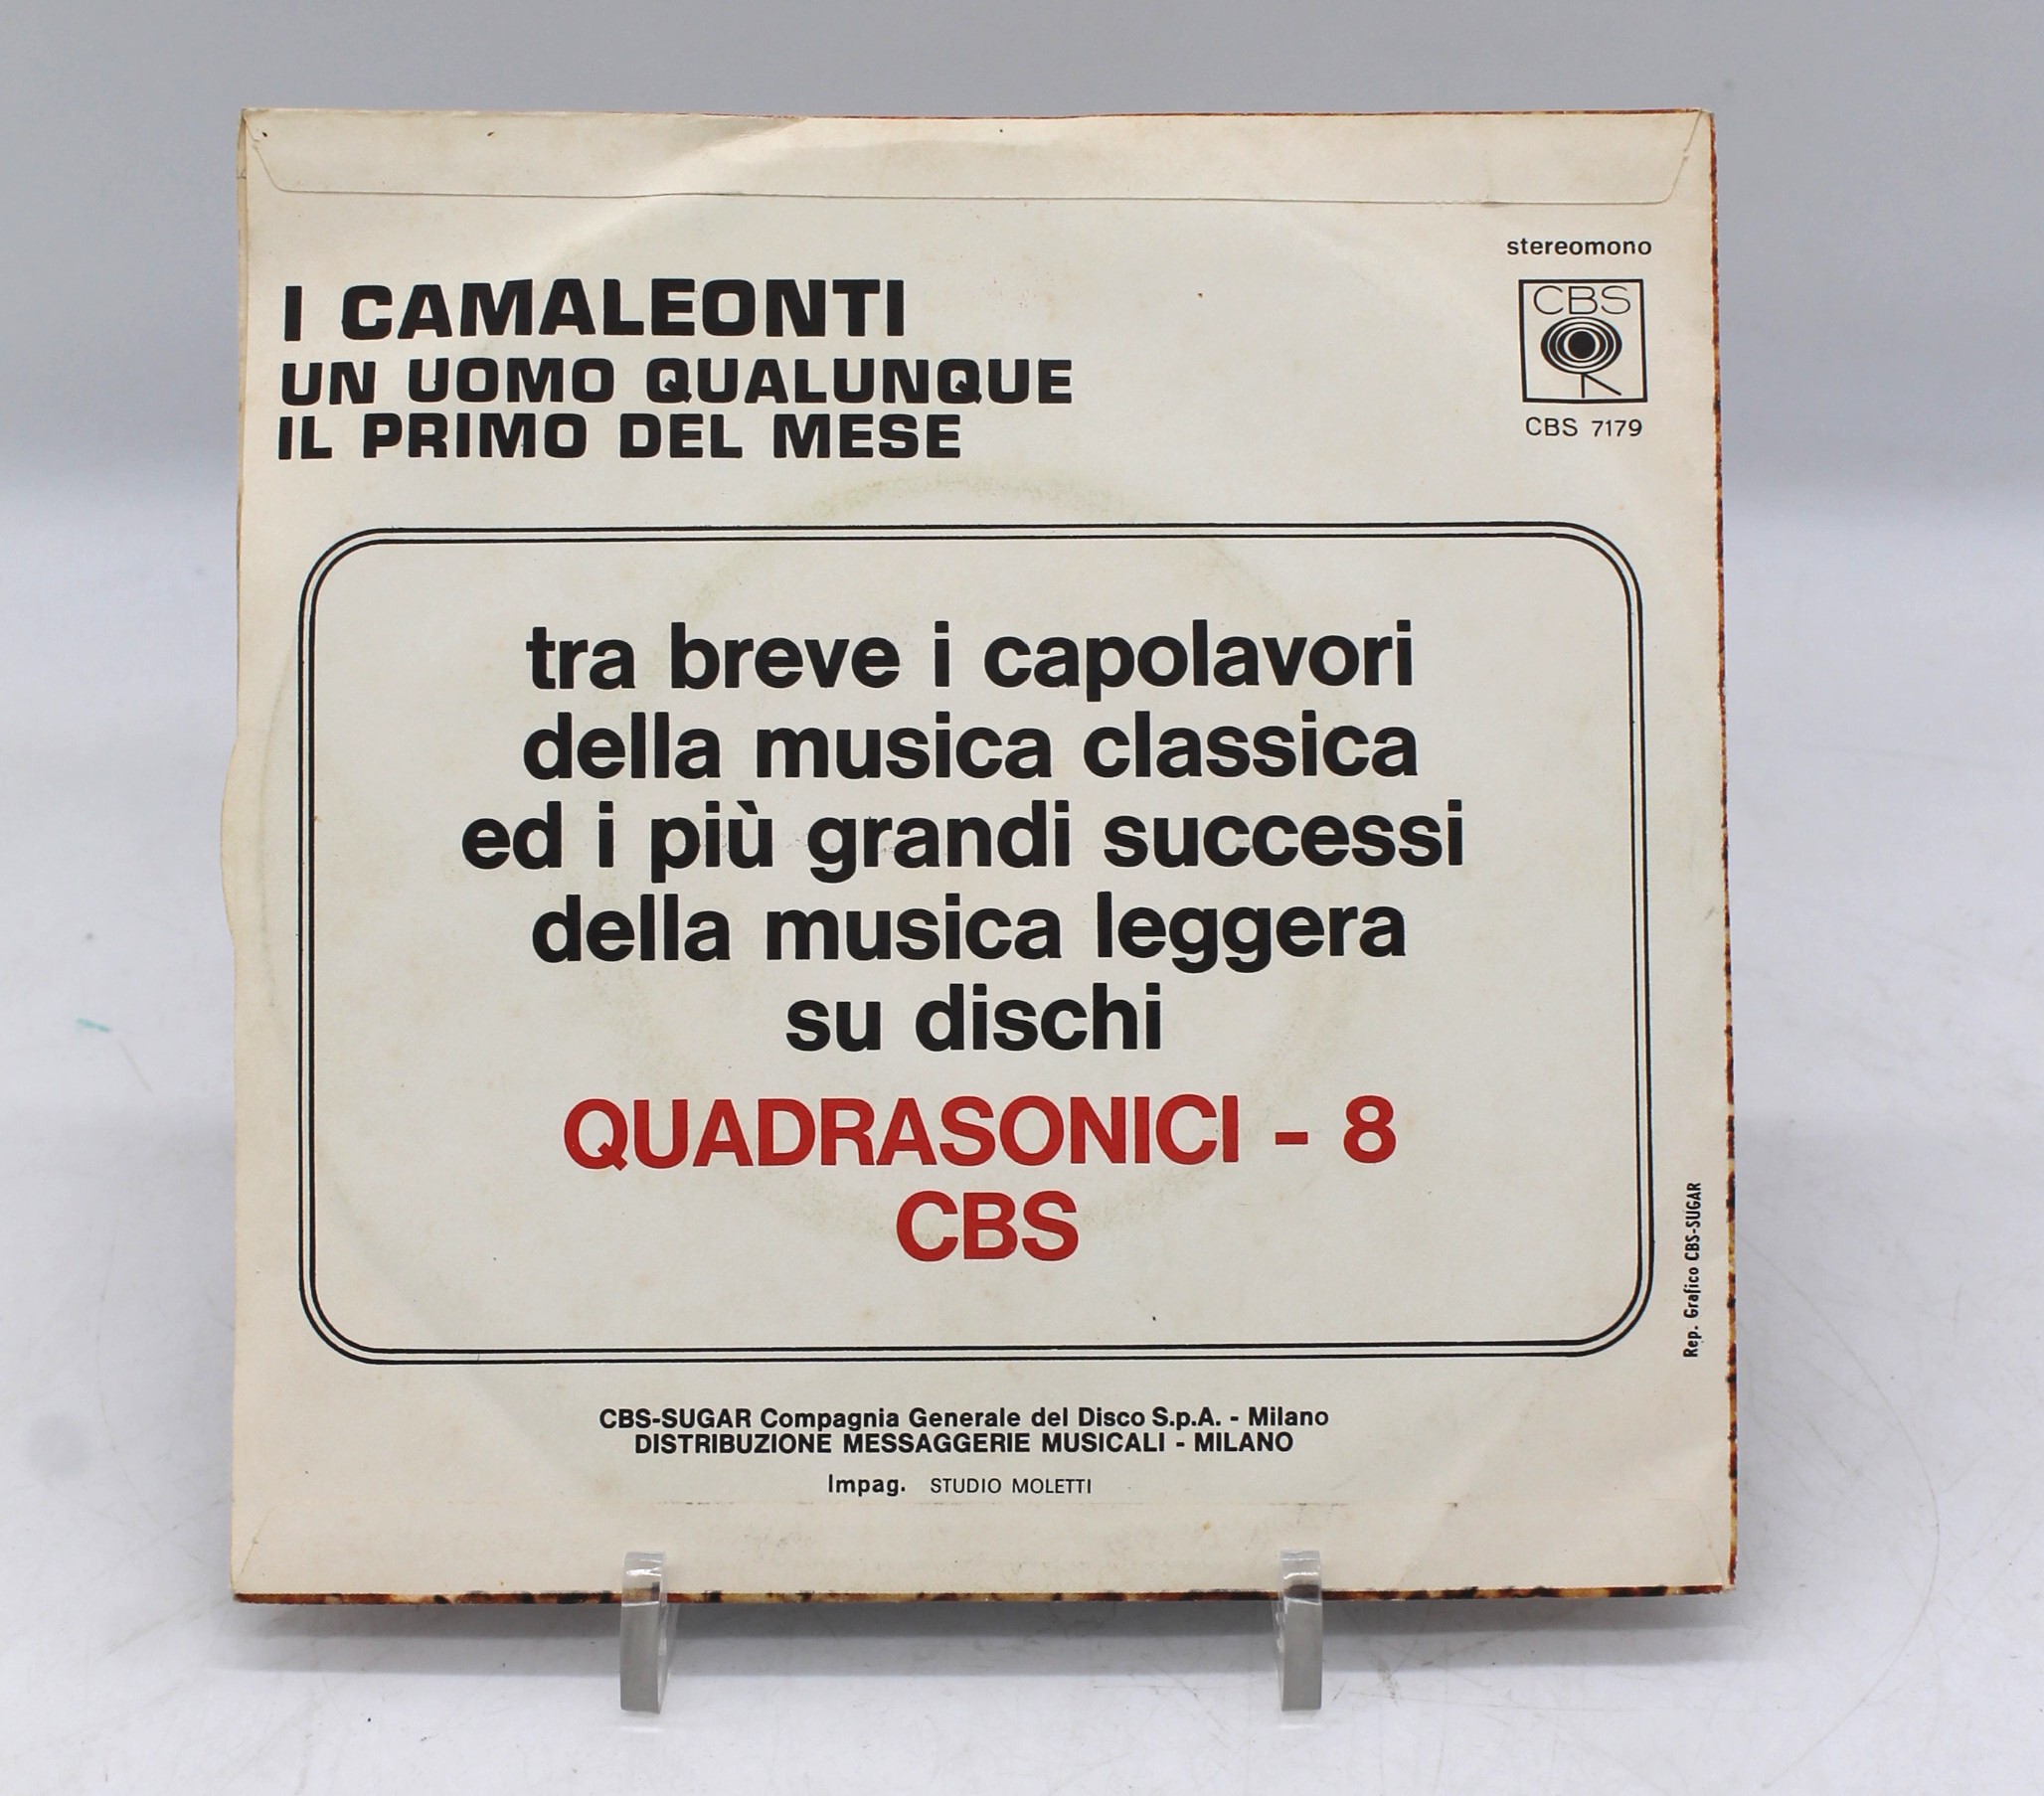 stereomono
I CAMALEONTI
UN UOMO QUALUNQUE
IL PRIMO DEL MESE
CBS
CBS 7179
tra breve i capolavori
della musica classica
ed i più grandi successi
della musica leggera
su dischi
QUADRASONICI - 8
CBS
Rep. Grafico CBS-SUGAR
CBS-SUGAR Compagnia Generale del Disco S.p.A. - Milano
DISTRIBUZIONE MESSAGGERIE MUSICALI - MILANO
Impag. STUDIO MOLETTI